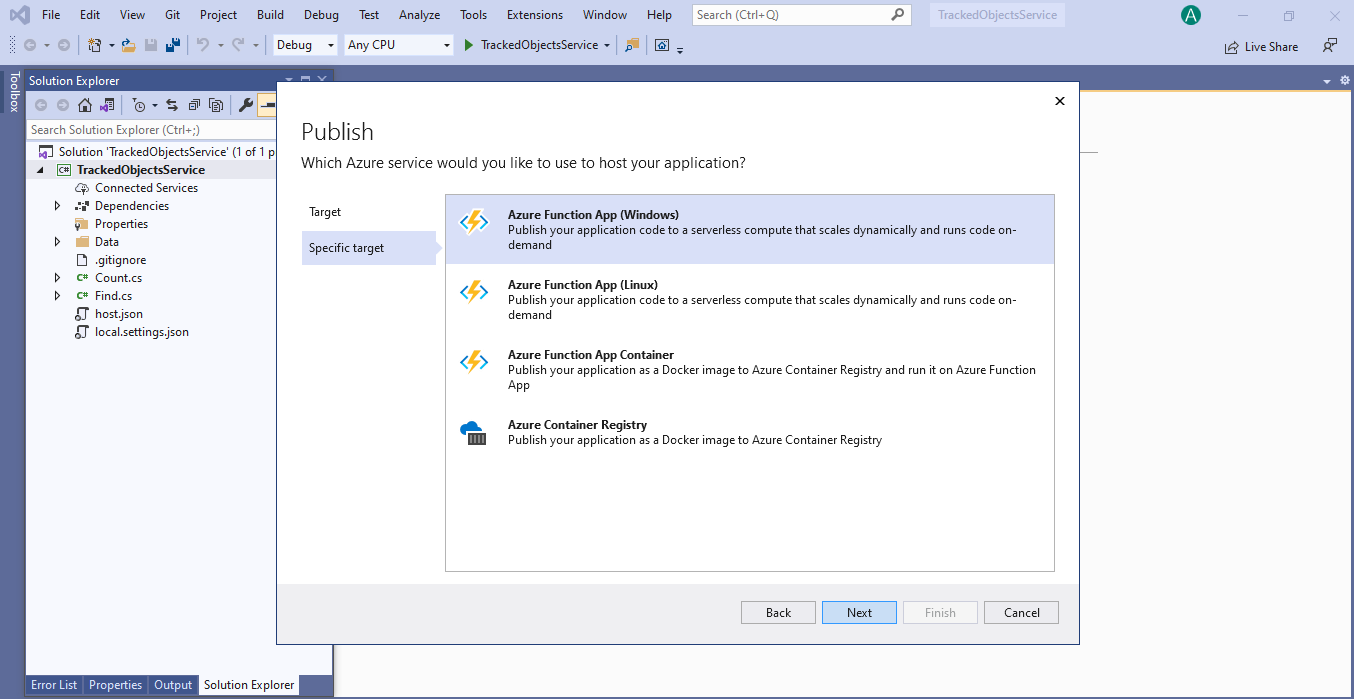 File Edit View Git Project Build Debug Test Analyze Tools Extensions Window Help Search (Ctrl+Q) TrackedObjectsService A
Debug Any CPU TrackedObjectsService Live Share
Toolbox
Solution Explorer
Search Solution Explorer (Ctrl+;)
Solution 'TrackedObjectsService' (1 of 1 p
C# TrackedObjectsService
Connected Services
Dependencies
Properties
Data
.gitignore
C# Count.cs
C# Find.cs
host.json
local.settings.json
Publish
Which Azure service would you like to use to host your application?
Target
Specific target
Azure Function App (Windows)
Publish your application code to a serverless compute that scales dynamically and runs code on-
demand
Azure Function App (Linux)
Publish your application code to a serverless compute that scales dynamically and runs code on-
demand
Azure Function App Container
Publish your application as a Docker image to Azure Container Registry and run it on Azure Function
App
Azure Container Registry
Publish your application as a Docker image to Azure Container Registry
Back Next Finish Cancel
Error List Properties Output Solution Explorer